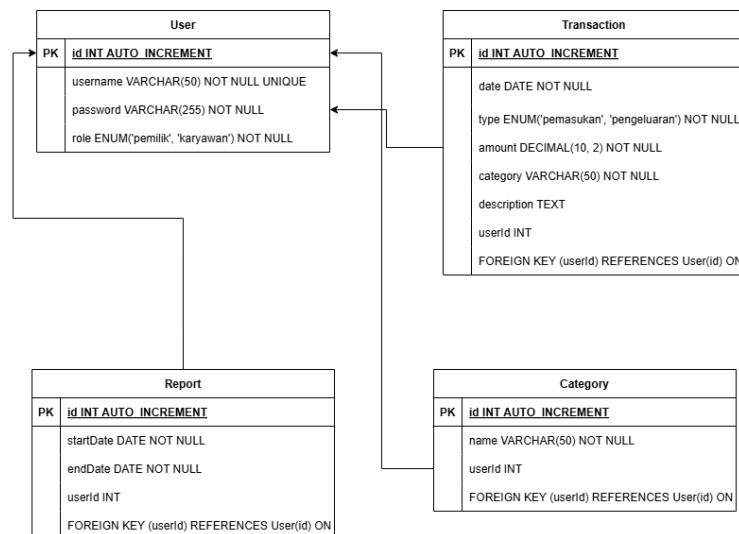 User
PK id INT AUTO_INCREMENT
username VARCHAR(50) NOT NULL UNIQUE
password VARCHAR(255) NOT NULL
role ENUM('pemilik', 'karyawan') NOT NULL
Transaction
PK id INT AUTO_INCREMENT
date DATE NOT NULL
type ENUM('pemasukan', 'pengeluaran') NOT NULL
amount DECIMAL(10, 2) NOT NULL
category VARCHAR(50) NOT NULL
description TEXT
userId INT
FOREIGN KEY (userId) REFERENCES User(id) ON
Report
PK id INT AUTO_INCREMENT
startDate DATE NOT NULL
endDate DATE NOT NULL
userId INT
FOREIGN KEY (userId) REFERENCES User(id) ON
Category
PK id INT AUTO_INCREMENT
name VARCHAR(50) NOT NULL
userId INT
FOREIGN KEY (userId) REFERENCES User(id) ON